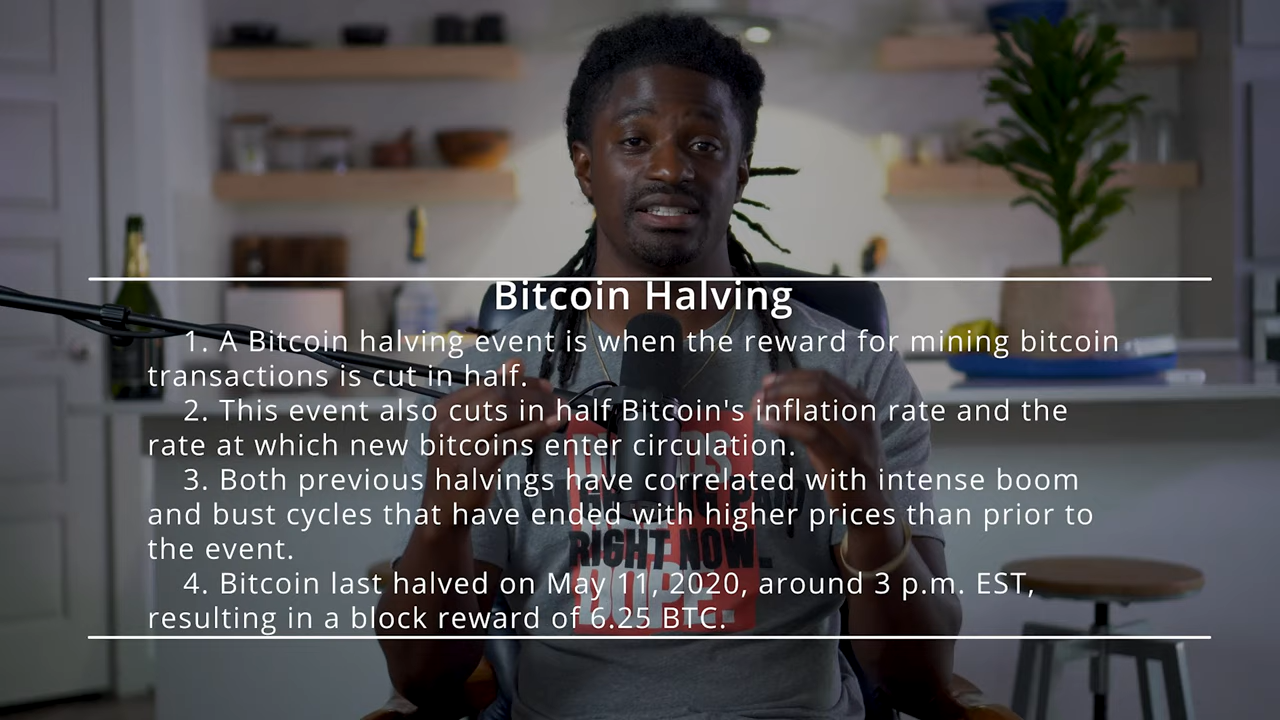 Bitcoin Halving
1. A Bitcoin halving event is when the reward for mining bitcoin
transactions is cut in half.
2. This event also cuts in half Bitcoin's inflation rate and the
rate at which new bitcoins enter circulation.
3. Both previous halvings have correlated with intense boom
and bust cycles that have ended with higher prices than prior to
the event.
4. Bitcoin last halved on May 11, 2020, around 3 p.m. EST,
resulting in a block reward of 6.25 BTC.
RIGHT NOW.